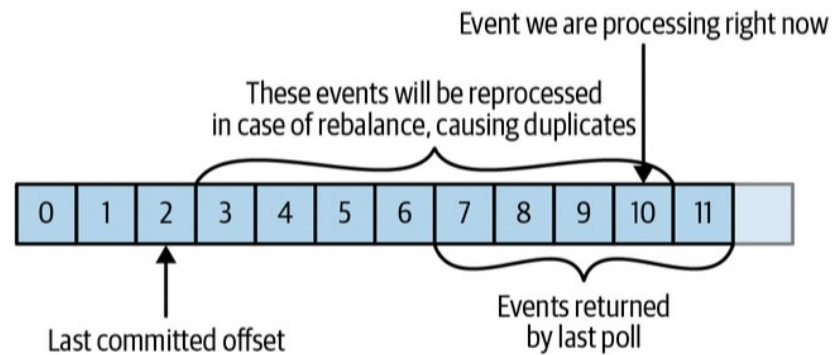 Event we are processing right now
These events will be reprocessed
in case of rebalance, causing duplicates
0 1 2 3 4 5 6 7 8 9 10 11
Last committed offset
Events returned
by last poll